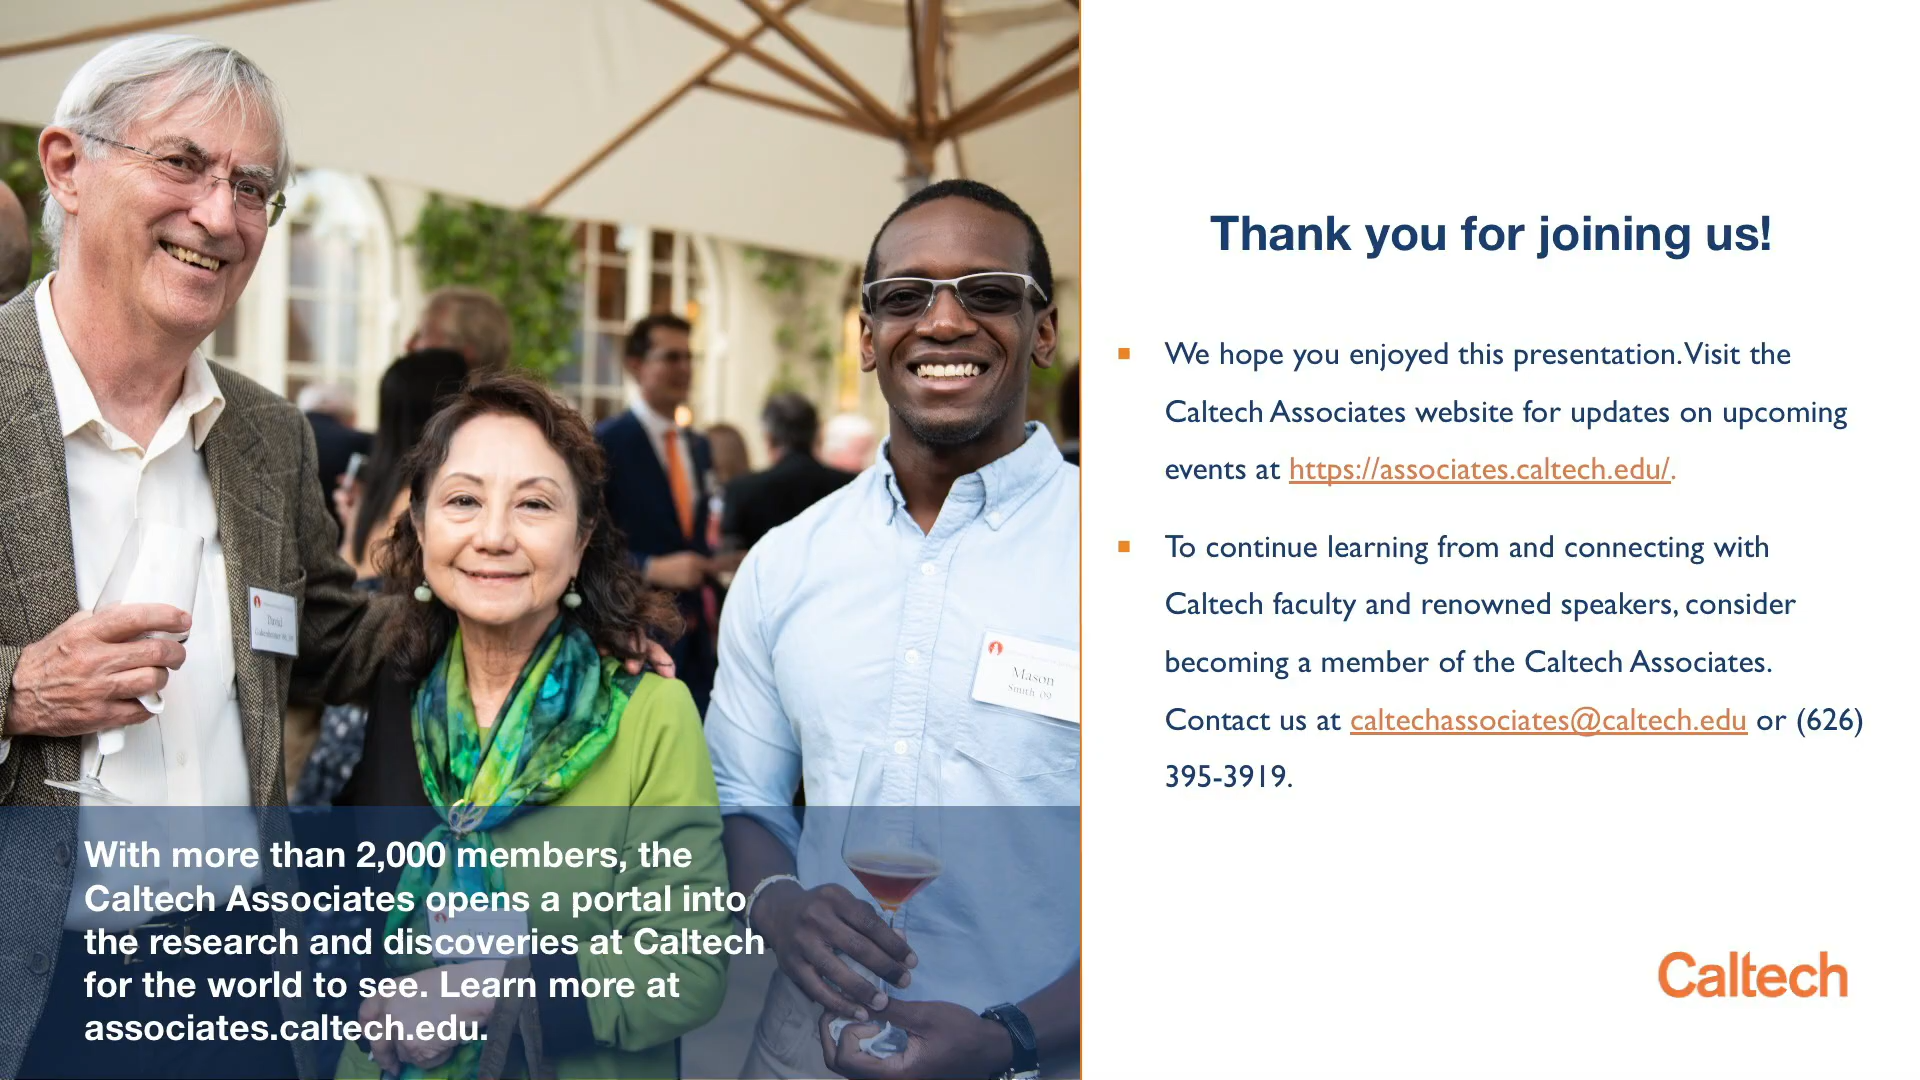 David
Mason
Smith 09
With more than 2,000 members, the
Caltech Associates opens a portal into
the research and discoveries at Caltech
for the world to see. Learn more at
associates.caltech.edu.
Thank you for joining us!
We hope you enjoyed this presentation. Visit the
Caltech Associates website for updates on upcoming
events at https://associates.caltech.edu/.
To continue learning from and connecting with
Caltech faculty and renowned speakers, consider
becoming a member of the Caltech Associates.
Contact us at caltechassociates@caltech.edu or (626)
395-3919.
Caltech